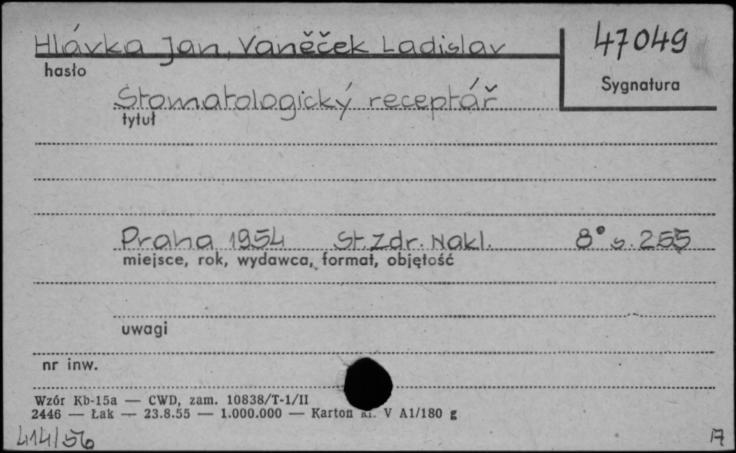 Hlávka Jan, Vaněček Ladislav
47049
hasło
Sygnatura
Stomatologický receptář
tytuł
Praha 1954 St. Zdr. Nakl. 8° s. 255
miejsce, rok, wydawca, format, objętość
uwagi
nr inw.
Wzór Kb-15a — CWD, zam. 10838/T-1/II
2446 — Łak — 23.8.55 — 1.000.000 — Karton kl. V A1/180 g
414/56